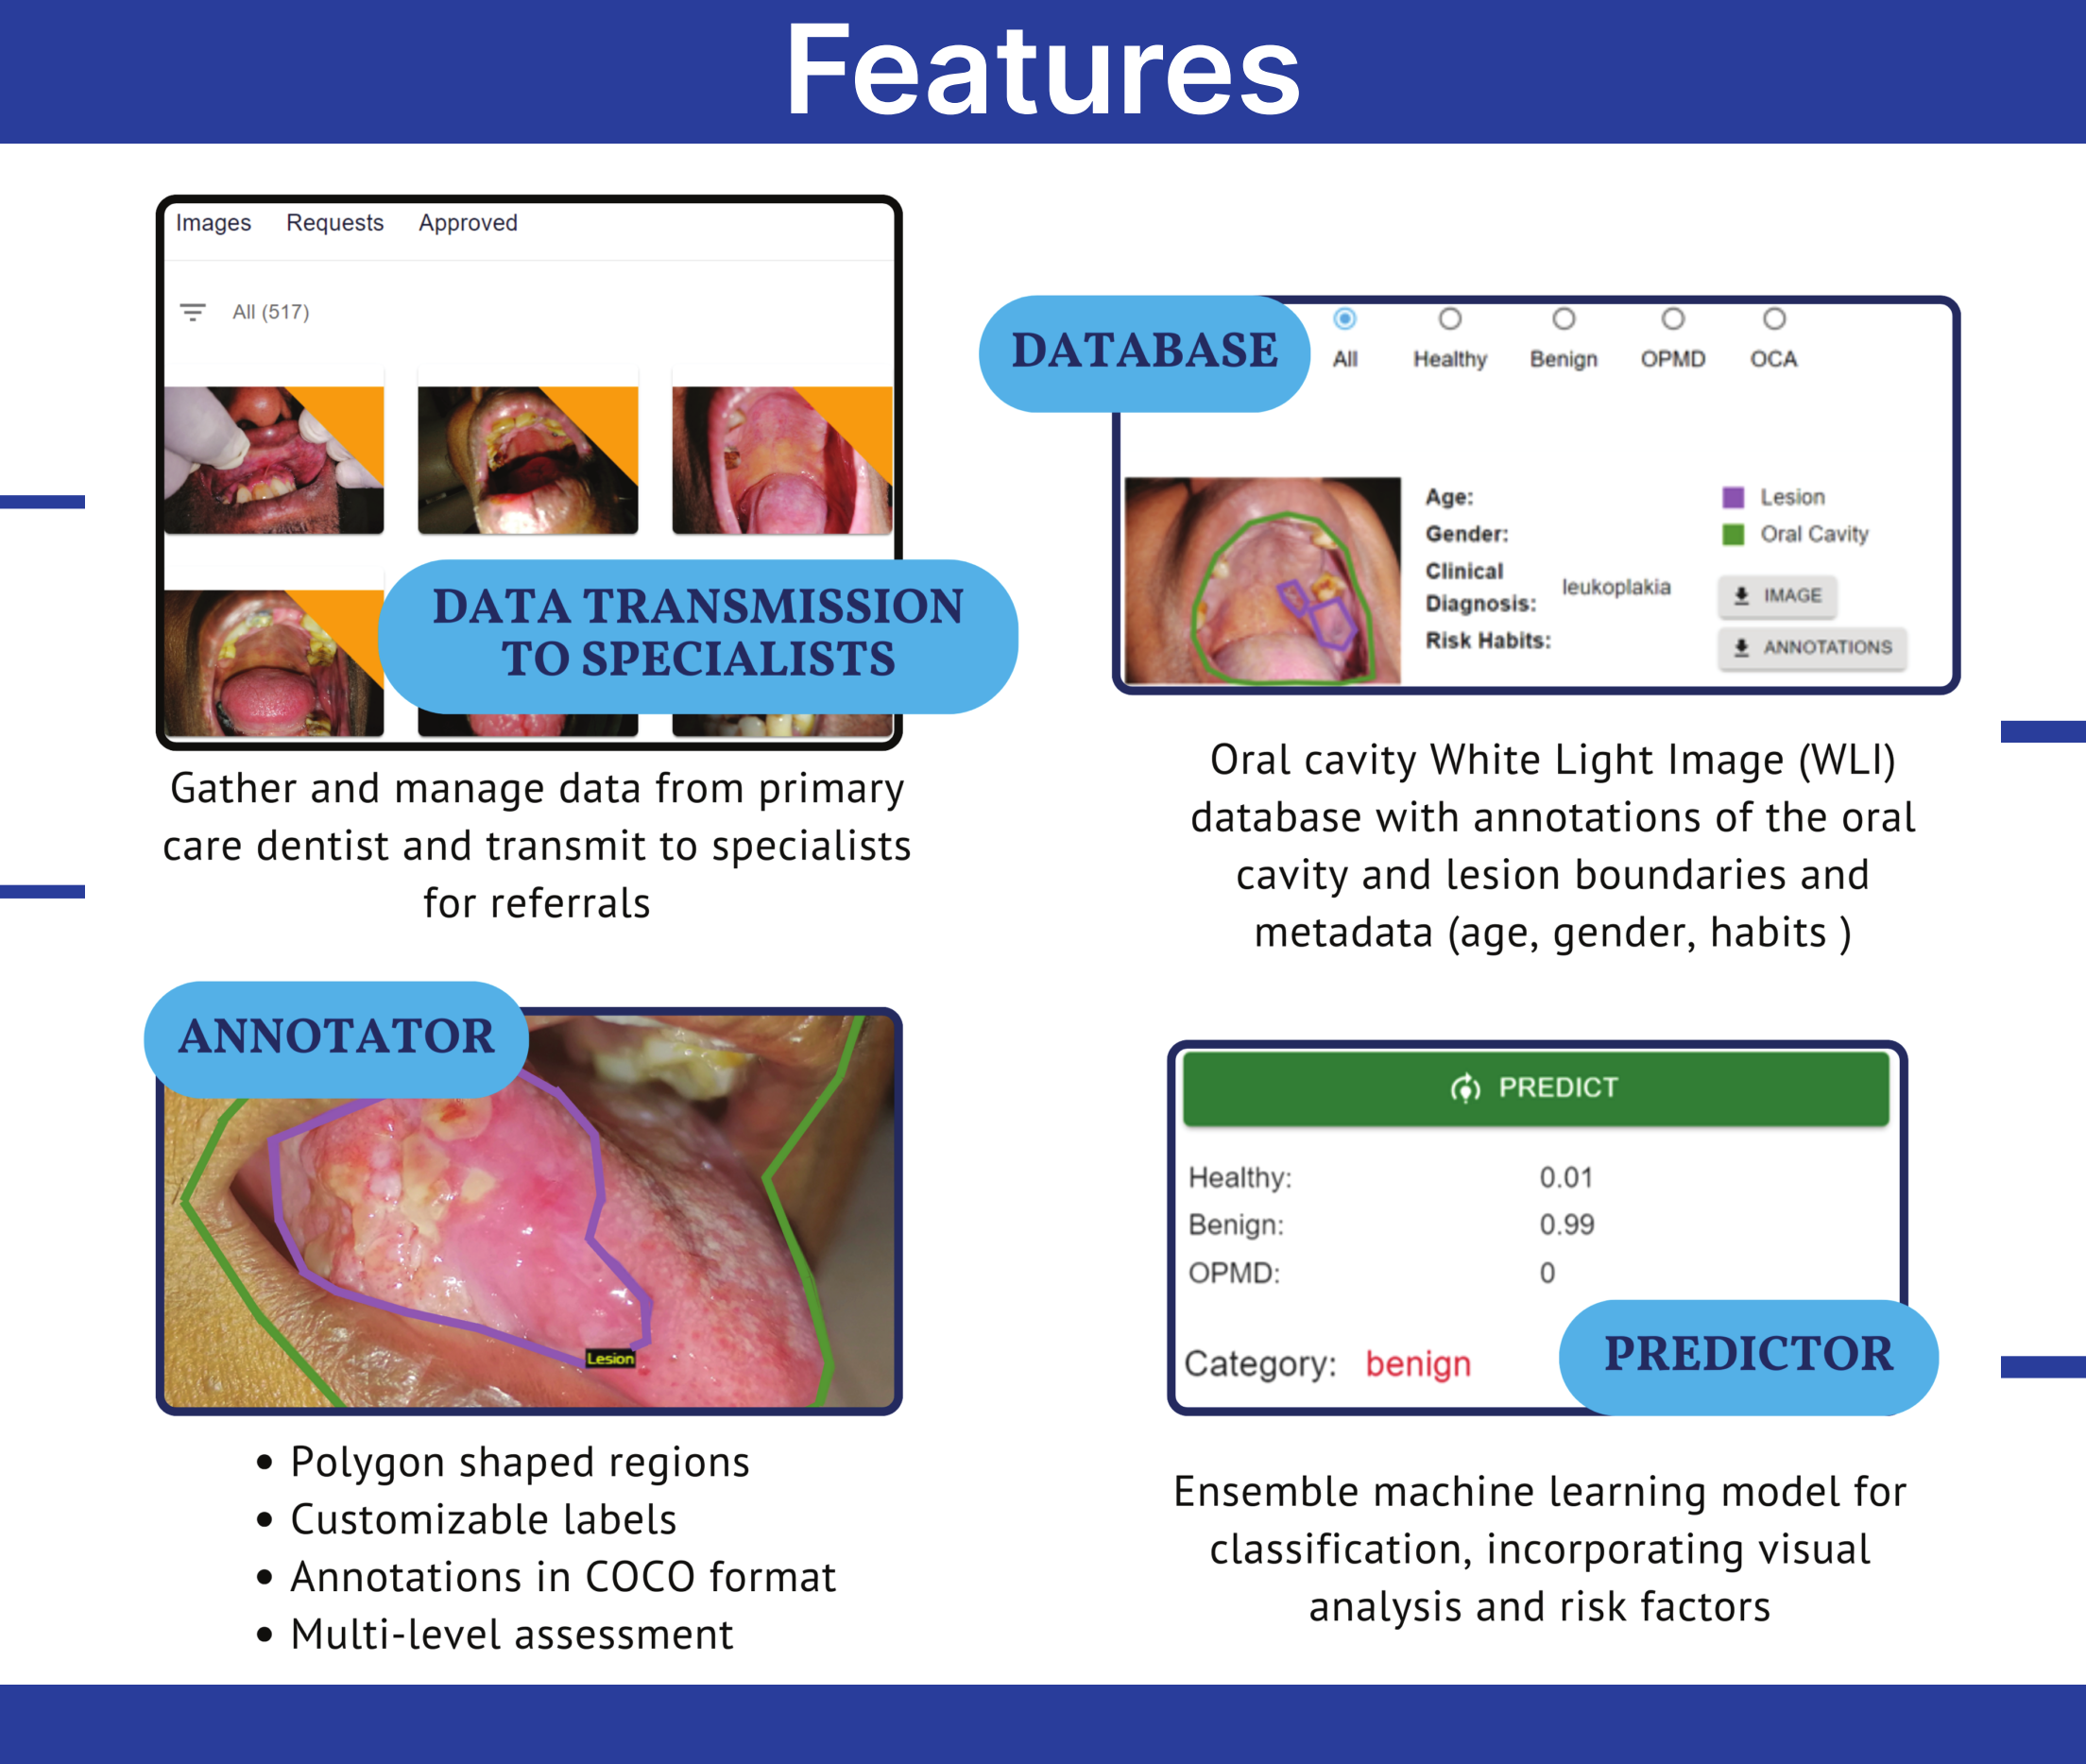 Features
Images Requests Approved
All (517)
DATA TRANSMISSION
TO SPECIALISTS
Gather and manage data from primary
care dentist and transmit to specialists
for referrals
DATABASE
All Healthy Benign OPMD OCA
Age:
Gender:
Clinical
Diagnosis: leukoplakia
Risk Habits:
Lesion
Oral Cavity
IMAGE
ANNOTATIONS
Oral cavity White Light Image (WLI)
database with annotations of the oral
cavity and lesion boundaries and
metadata (age, gender, habits )
ANNOTATOR
Lesion
• Polygon shaped regions
• Customizable labels
• Annotations in COCO format
• Multi-level assessment
PREDICT
Healthy: 0.01
Benign: 0.99
OPMD: 0
Category: benign
PREDICTOR
Ensemble machine learning model for
classification, incorporating visual
analysis and risk factors